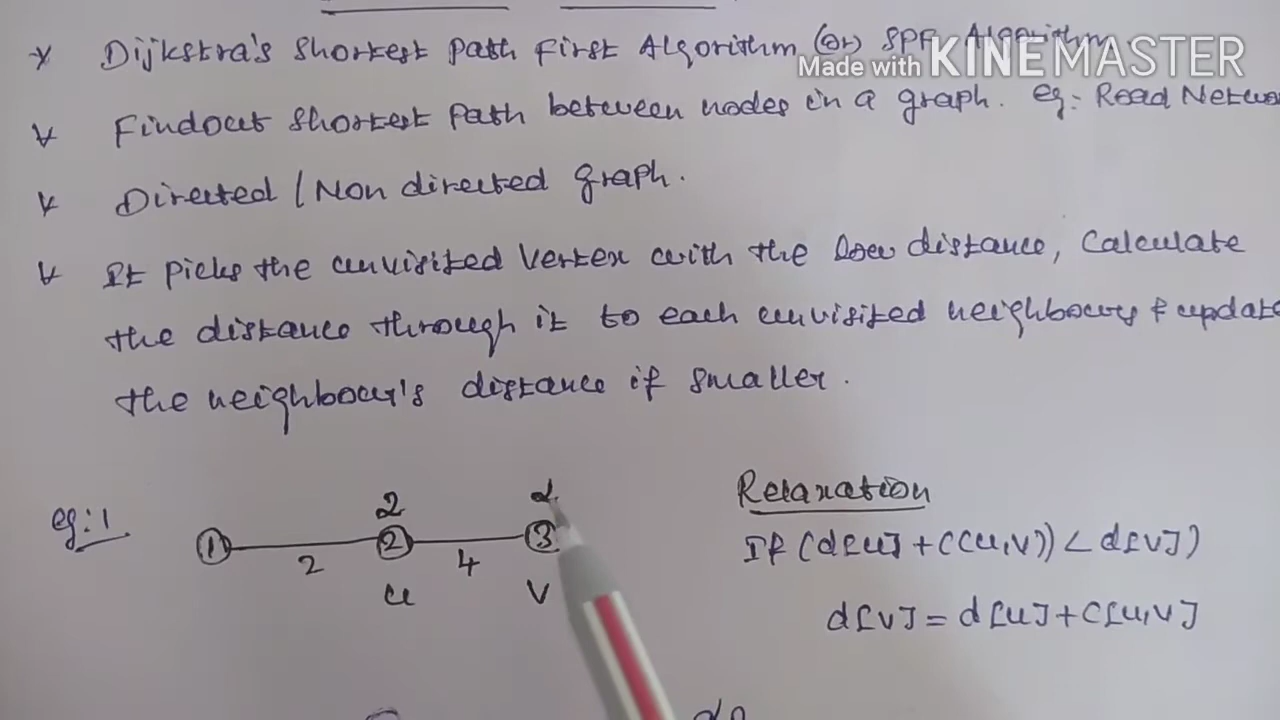 Dijkstra's Shortest Path First Algorithm (or) SPF Algorithm
Made with KINEMASTER
Findout Shortest Path between nodes in a graph. eg:- Road Netwo
Directed / Non directed graph.
It picks the unvisited Vertex with the low distance, Calculate
the distance through it to each unvisited neighbours & update
the neighbour's distance if smaller.
eg:1
2 α
1 2 3
2 4
u V
Relaxation
If (d[u] + C(u,v)) < d[v])
d[v] = d[u] + C[u,v]